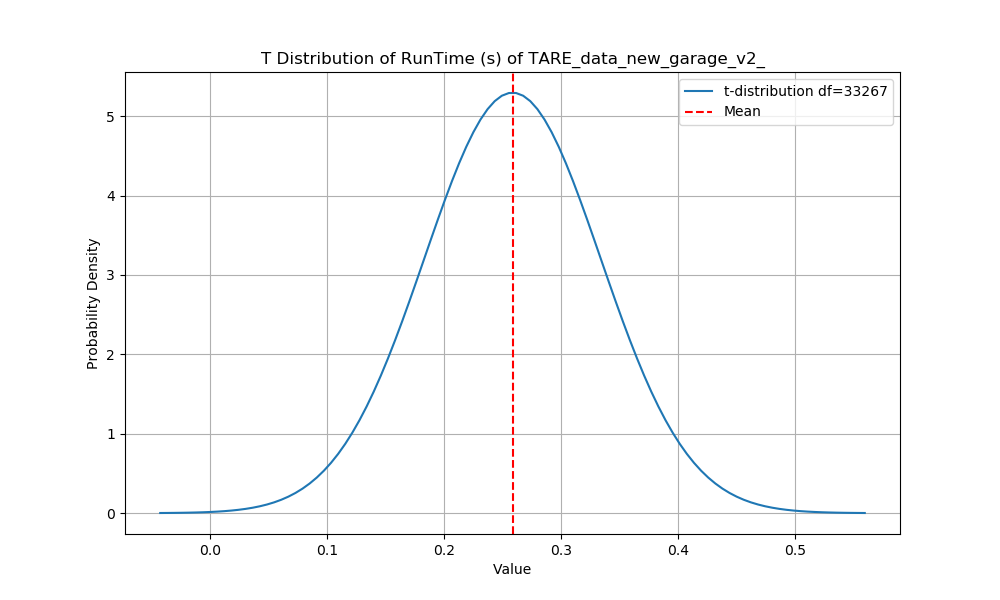 T Distribution of RunTime (s) of TARE_data_new_garage_v2_
t-distribution df=33267
Mean
Probability Density
5
4
3
2
1
0
0.0 0.1 0.2 0.3 0.4 0.5
Value